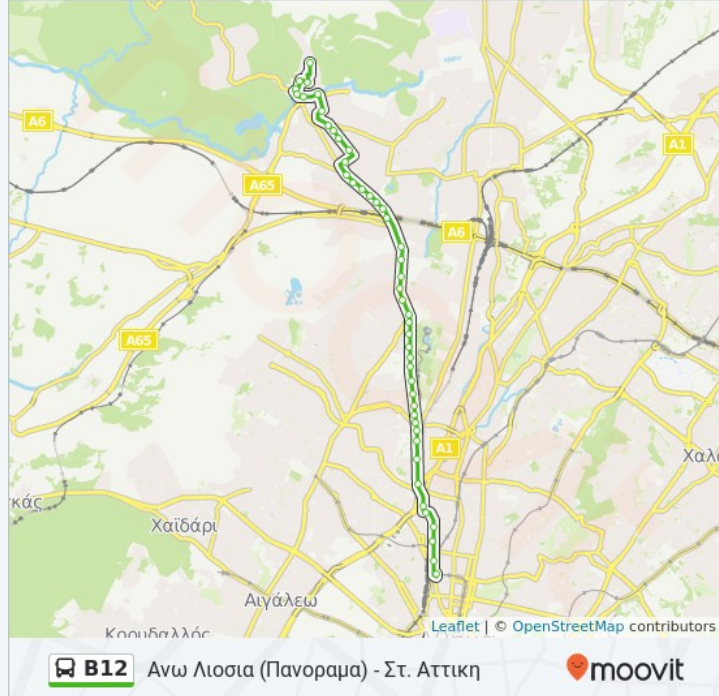 A6
A1
A65
A6
A65
A1
Χαλ
κάς
Χαϊδάρι
Αιγάλεω
Κορυδαλλός
Leaflet | © OpenStreetMap contributors
B12 Ανω Λιοσια (Πανοραμα) - Στ. Αττικη moovit